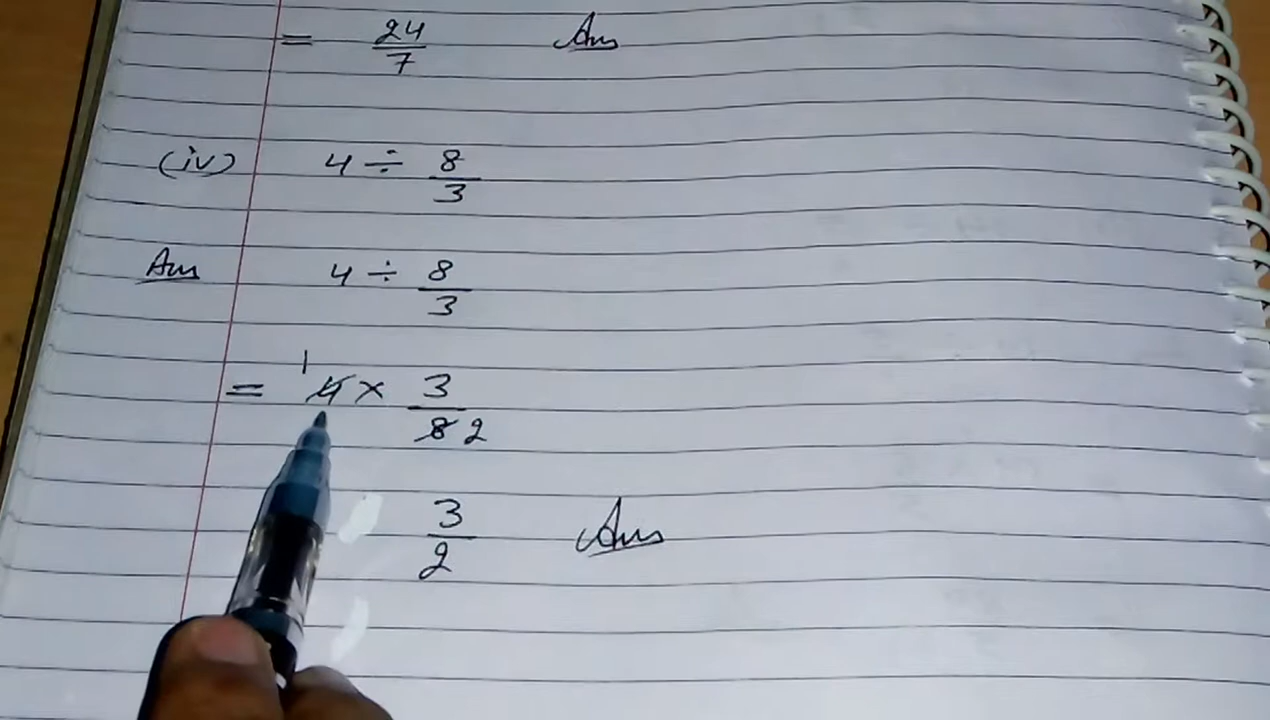 = 24/7 Ans
(iv) 4 ÷ 8/3
Ans 4 ÷ 8/3
= 1 4 × 3/8 2
3/2 Ans